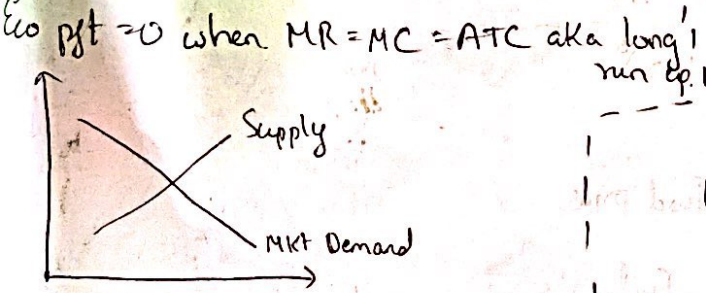 Eco pft = 0 when MR = MC = ATC aka long
run eq.
Supply
Mkt Demand